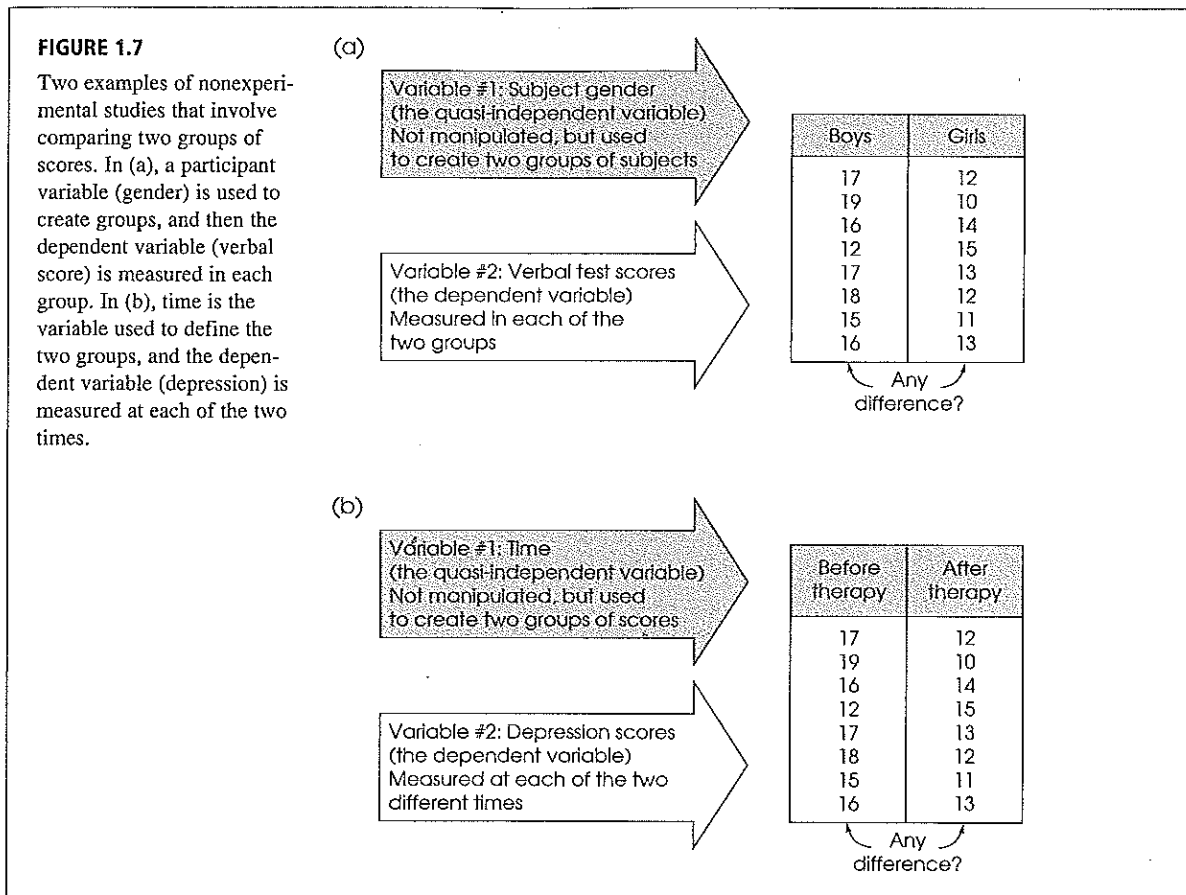 FIGURE 1.7
Two examples of nonexperi-
mental studies that involve
comparing two groups of
scores. In (a), a participant
variable (gender) is used to
create groups, and then the
dependent variable (verbal
score) is measured in each
group. In (b), time is the
variable used to define the
two groups, and the depen-
dent variable (depression) is
measured at each of the two
times.
(a)
Variable #1: Subject gender
(the quasi-independent variable)
Not manipulated, but used
to create two groups of subjects
Variable #2: Verbal test scores
(the dependent variable)
Measured in each of the
two groups
Boys Girls
17 12
19 10
16 14
12 15
17 13
18 12
15 11
16 13
Any
difference?
(b)
Variable #1: Time
(the quasi-independent variable)
Not manipulated, but used
to create two groups of scores
Variable #2: Depression scores
(the dependent variable)
Measured at each of the two
different times
Before After
therapy therapy
17 12
19 10
16 14
12 15
17 13
18 12
15 11
16 13
Any
difference?